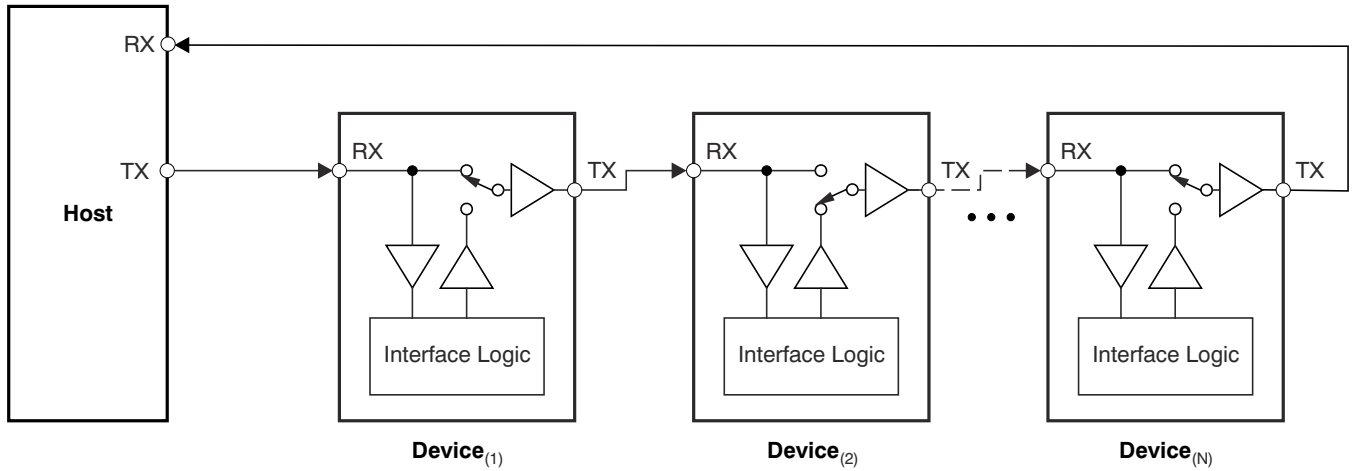 RX
TX
Host
RX
TX
Interface Logic
Device(1)
RX
TX
Interface Logic
Device(2)
• • •
RX
TX
Interface Logic
Device(N)